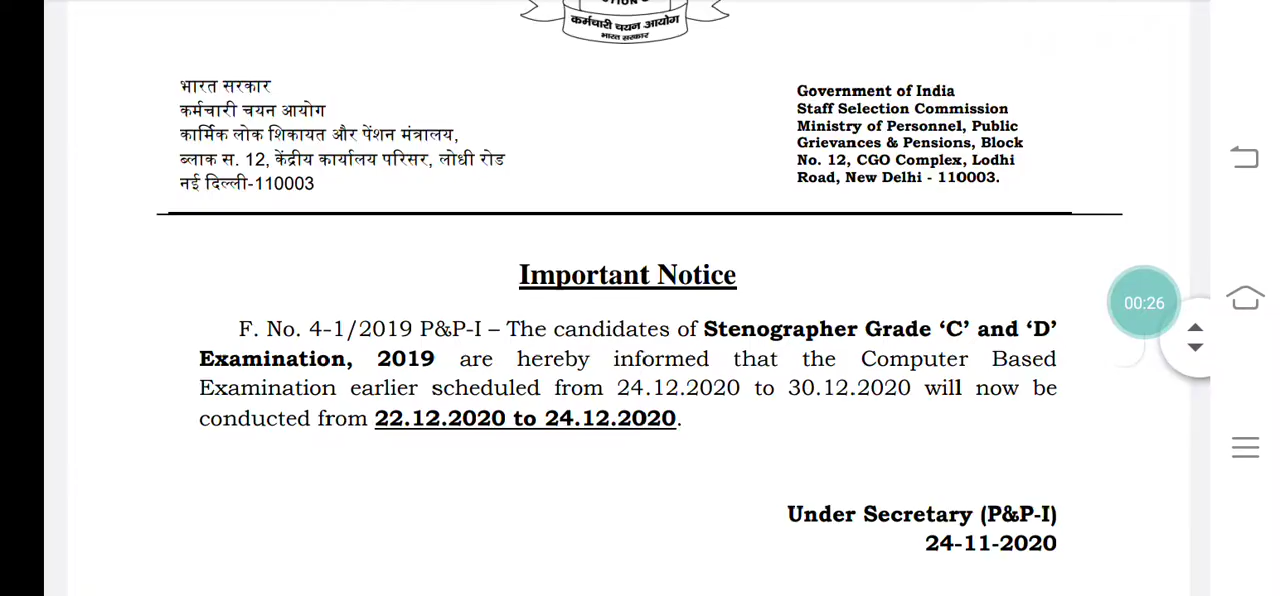 कर्मचारी चयन आयोग
भारत सरकार
भारत सरकार
कर्मचारी चयन आयोग
कार्मिक लोक शिकायत और पेंशन मंत्रालय,
ब्लाक स. 12, केंद्रीय कार्यालय परिसर, लोधी रोड
नई दिल्ली-110003
Government of India
Staff Selection Commission
Ministry of Personnel, Public
Grievances & Pensions, Block
No. 12, CGO Complex, Lodhi
Road, New Delhi - 110003.
Important Notice
F. No. 4-1/2019 P&P-I – The candidates of Stenographer Grade ‘C’ and ‘D’
Examination, 2019 are hereby informed that the Computer Based
Examination earlier scheduled from 24.12.2020 to 30.12.2020 will now be
conducted from 22.12.2020 to 24.12.2020.
00:26
Under Secretary (P&P-I)
24-11-2020